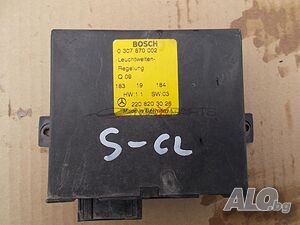 BOSCH
0 307 870 002
Leuchtweiten-
Regelung
Q 09
183 19 184
HW:1.1 SW:03
220 820 30 26
Made in Germany
S-CL
ALO.bg